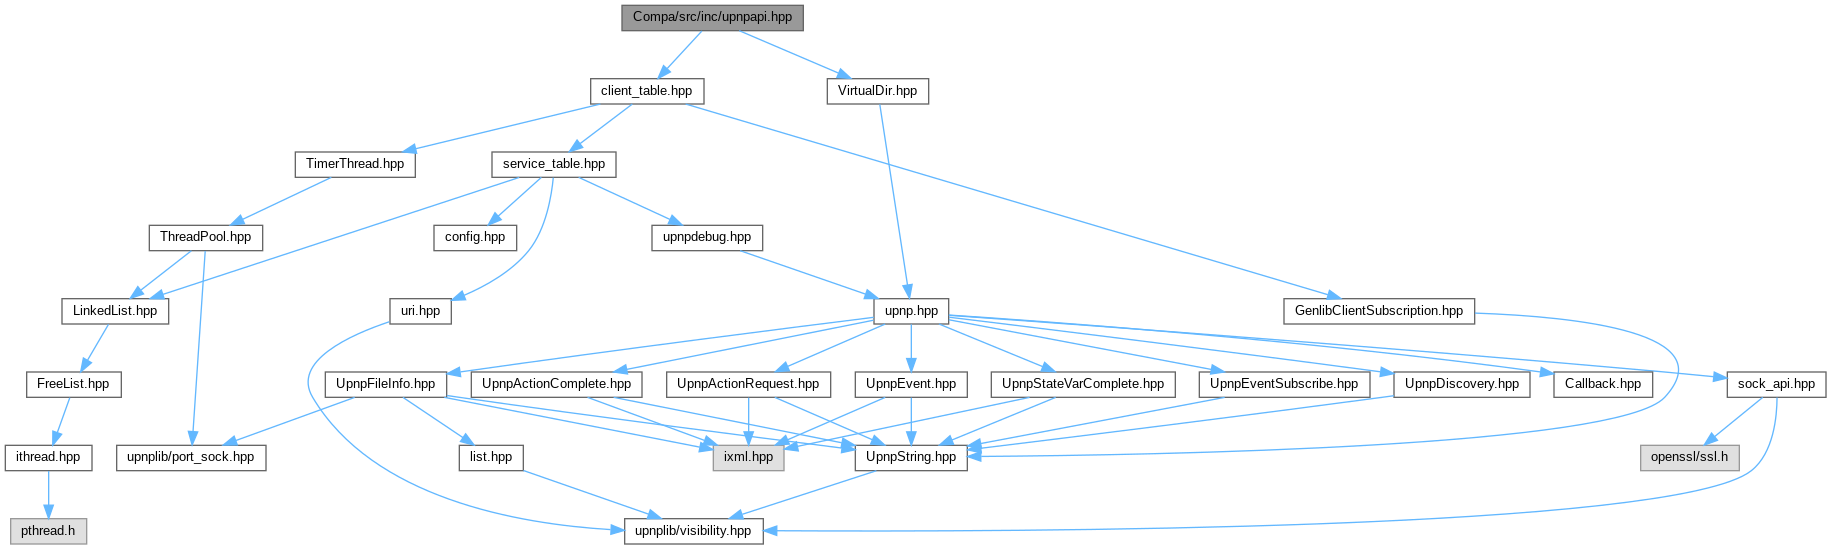 Compa/src/inc/upnpapi.hpp
client_table.hpp
VirtualDir.hpp
TimerThread.hpp
service_table.hpp
ThreadPool.hpp
config.hpp
upnpdebug.hpp
LinkedList.hpp
uri.hpp
upnp.hpp
GenlibClientSubscription.hpp
FreeList.hpp
UpnpFileInfo.hpp
UpnpActionComplete.hpp
UpnpActionRequest.hpp
UpnpEvent.hpp
UpnpStateVarComplete.hpp
UpnpEventSubscribe.hpp
UpnpDiscovery.hpp
Callback.hpp
sock_api.hpp
ithread.hpp
upnplib/port_sock.hpp
list.hpp
ixml.hpp
UpnpString.hpp
openssl/ssl.h
pthread.h
upnplib/visibility.hpp